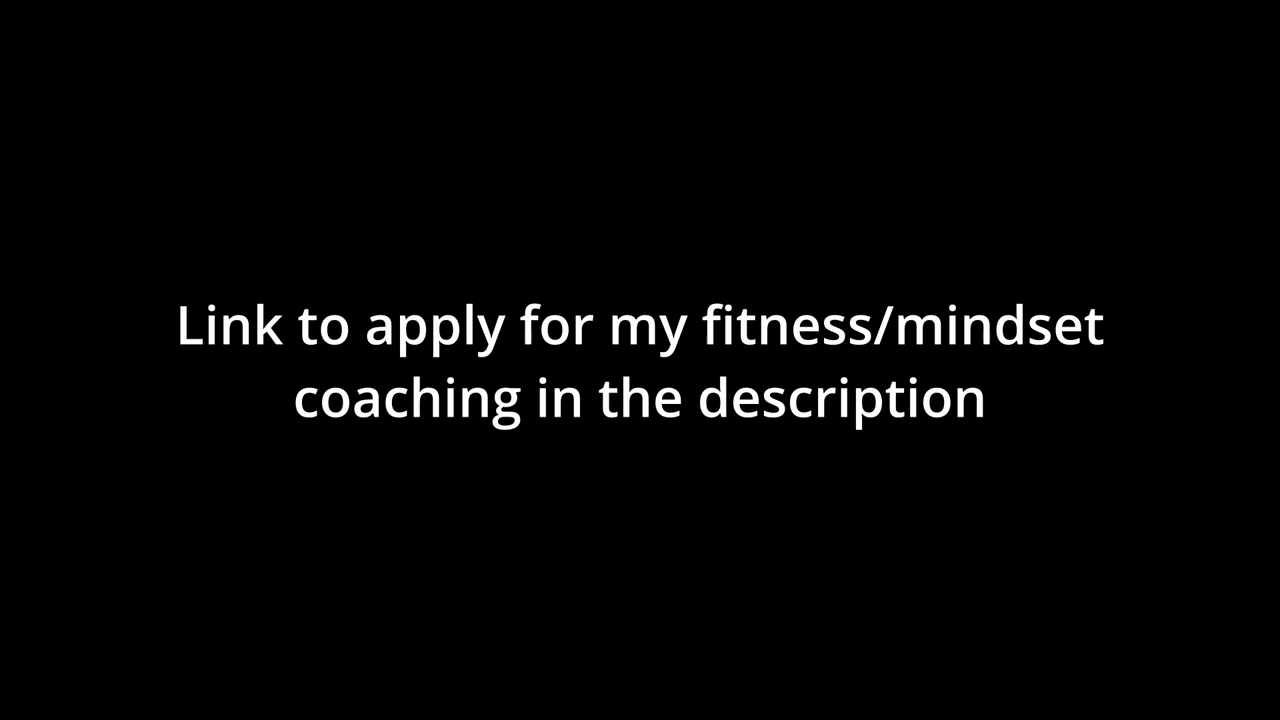 Link to apply for my fitness/mindset
coaching in the description